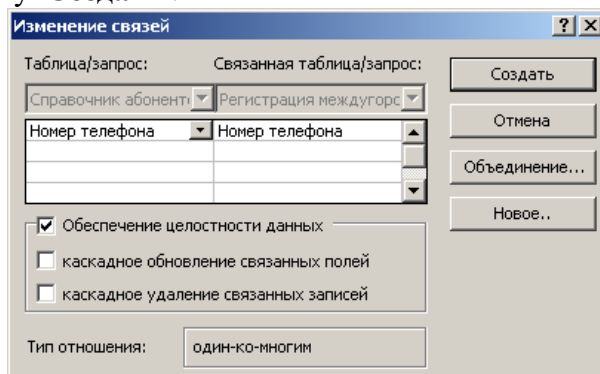 Изменение связей
Таблица/запрос: Связанная таблица/запрос:
Создать
Справочник абонент Регистрация междугорс
Номер телефона Номер телефона
Отмена
Объединение...
Новое..
Обеспечение целостности данных
каскадное обновление связанных полей
каскадное удаление связанных записей
Тип отношения: один-ко-многим